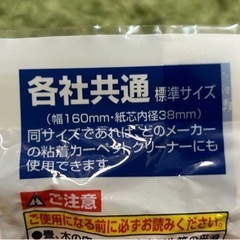 各社共通 標準サイズ
(幅160mm・紙芯内径38mm)
同サイズであれば、どのメーカー
の粘着カーペットクリーナーにも
使用できます。
ご注意
ご使用になる前に必ずお読みください。
●畳、木の床